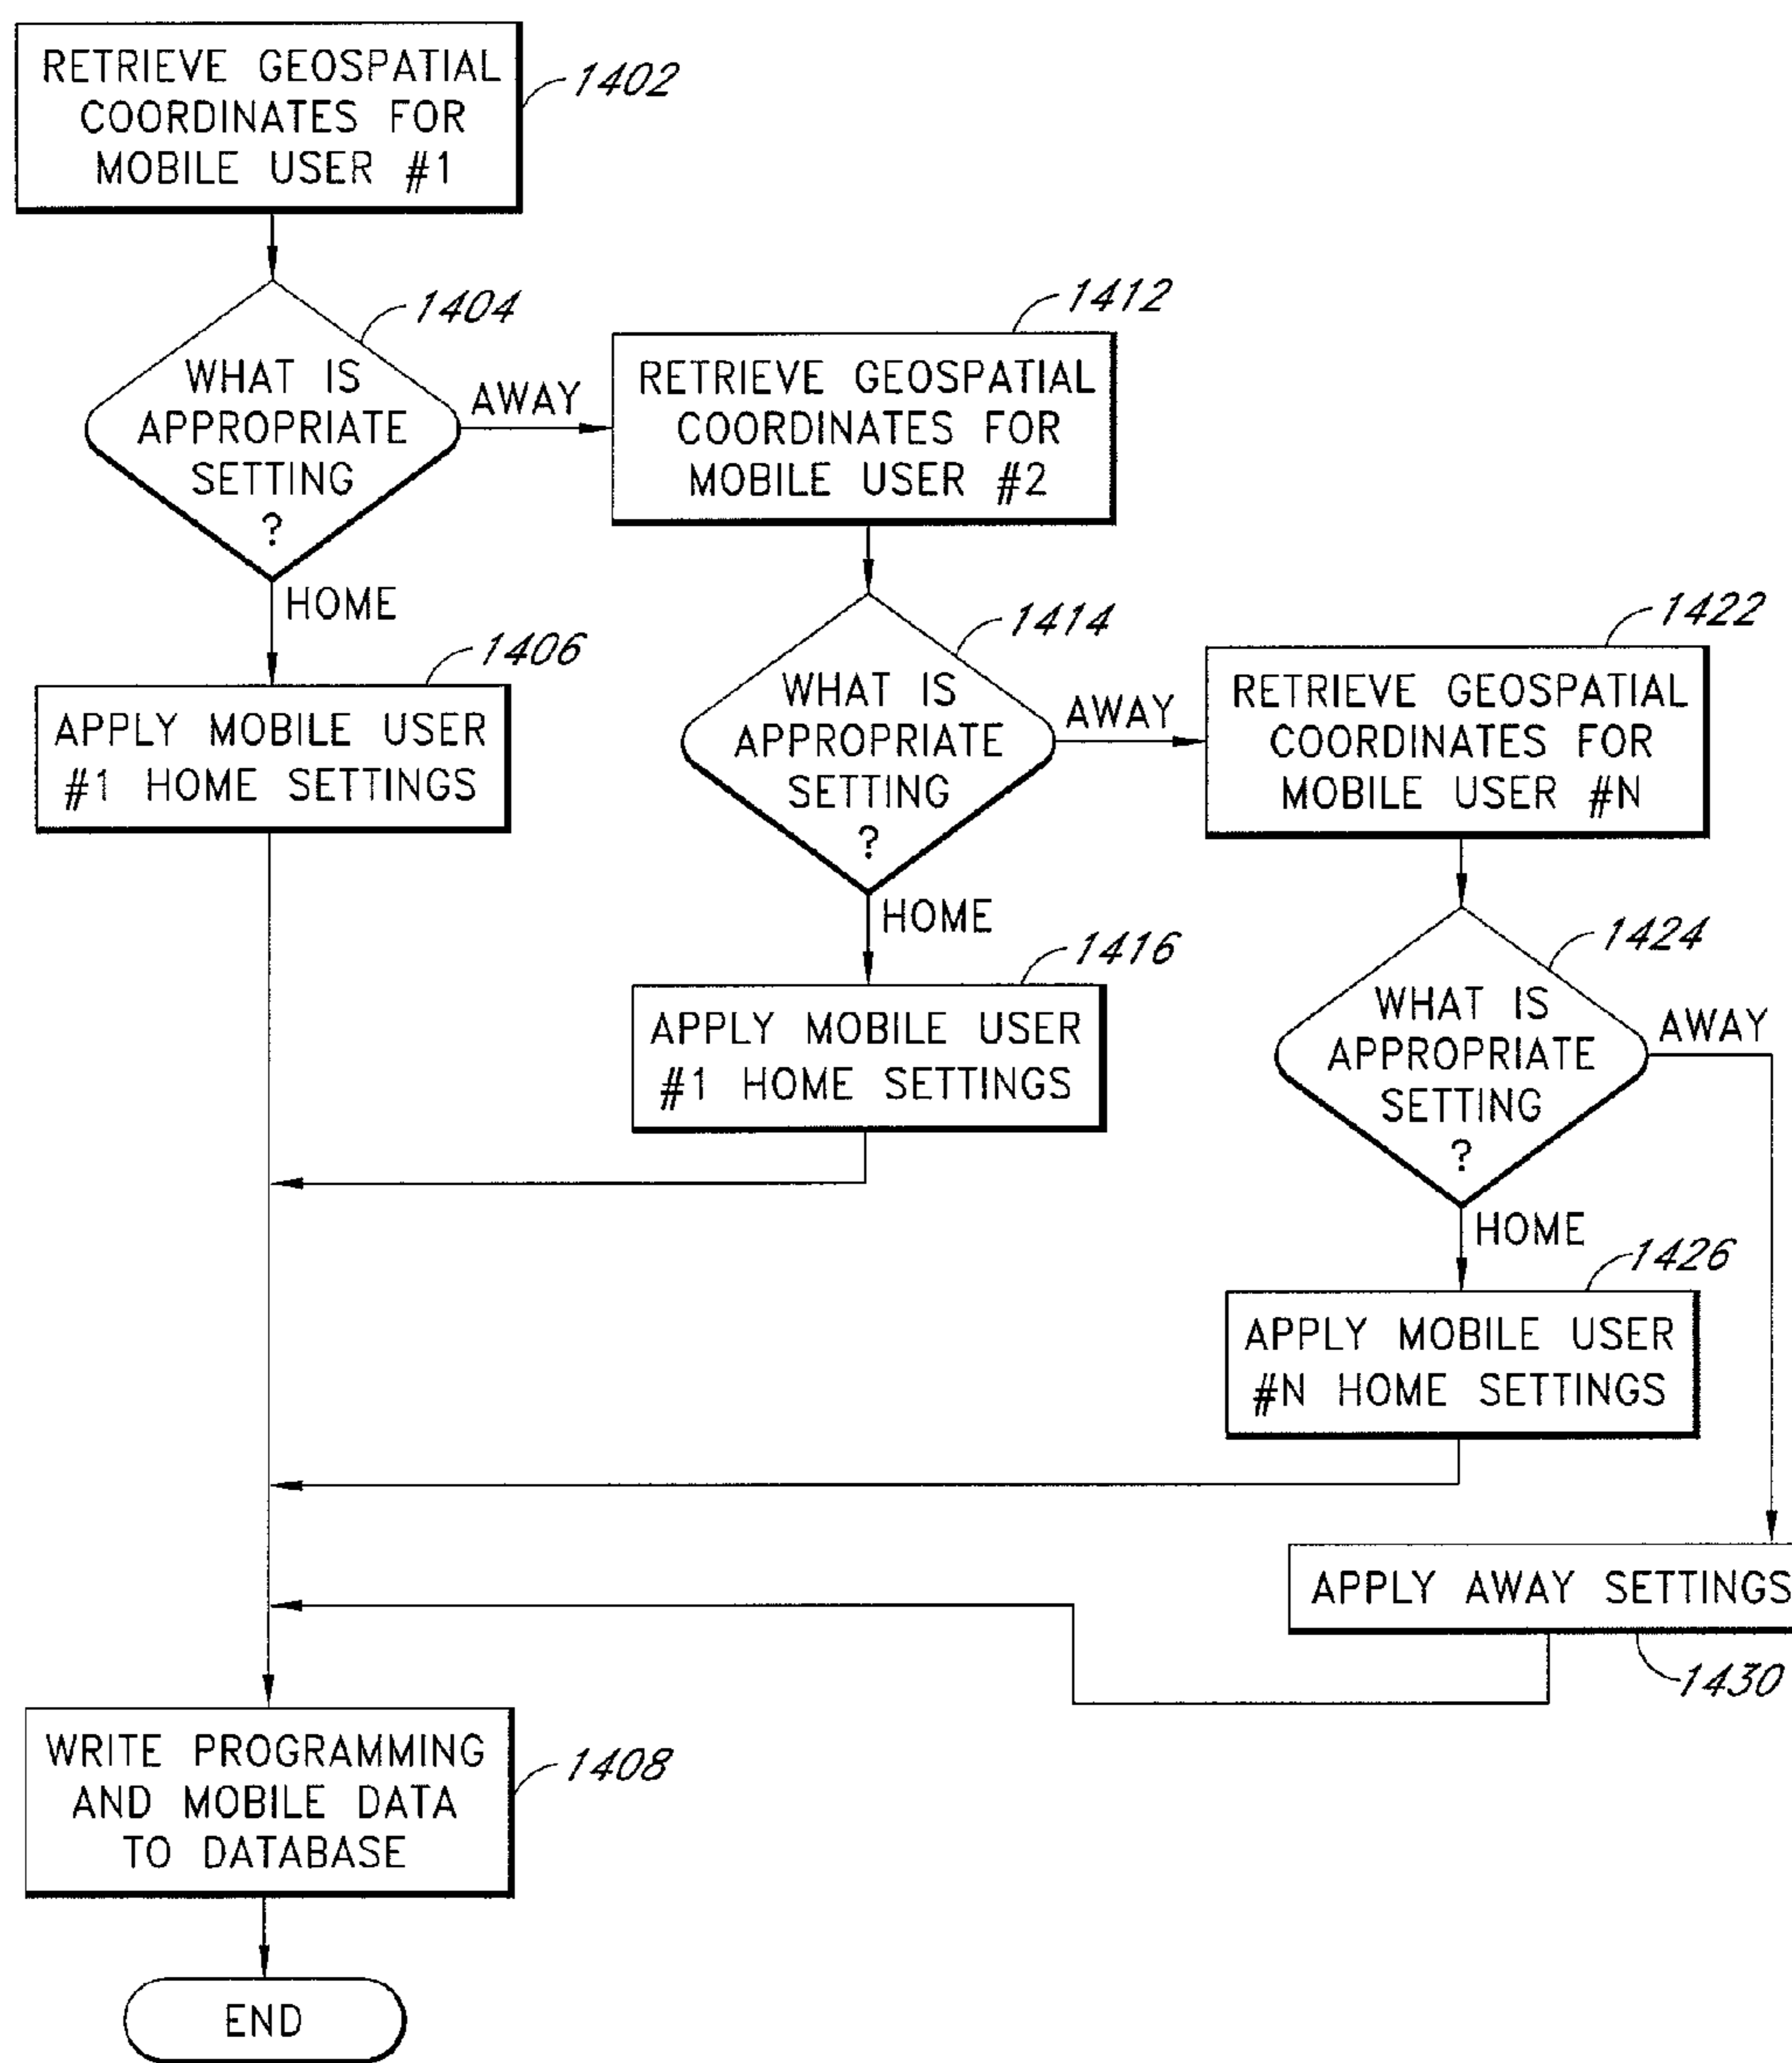 RETRIEVE GEOSPATIAL
COORDINATES FOR
MOBILE USER #1
1402
WHAT IS
APPROPRIATE
SETTING
?
1404
AWAY
HOME
RETRIEVE GEOSPATIAL
COORDINATES FOR
MOBILE USER #2
1412
APPLY MOBILE USER
#1 HOME SETTINGS
1406
WHAT IS
APPROPRIATE
SETTING
?
1414
AWAY
HOME
RETRIEVE GEOSPATIAL
COORDINATES FOR
MOBILE USER #N
1422
APPLY MOBILE USER
#1 HOME SETTINGS
1416
WHAT IS
APPROPRIATE
SETTING
?
1424
AWAY
HOME
APPLY MOBILE USER
#N HOME SETTINGS
1426
APPLY AWAY SETTINGS
1430
WRITE PROGRAMMING
AND MOBILE DATA
TO DATABASE
1408
END